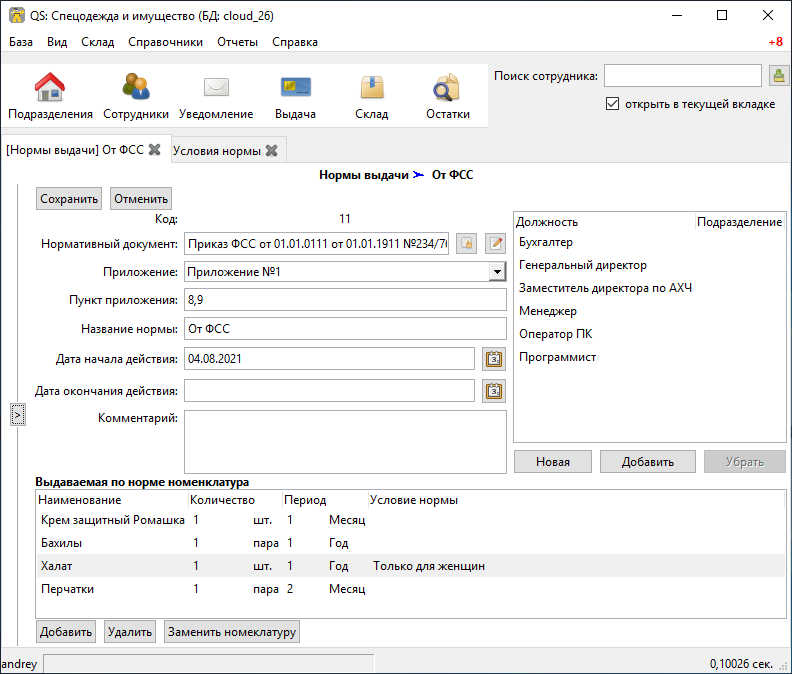 QS: Спецодежда и имущество (БД: cloud_26)
База Вид Склад Справочники Отчеты Справка +8
Поиск сотрудника:
открыть в текущей вкладке
Подразделения Сотрудники Уведомление Выдача Склад Остатки
[Нормы выдачи] От ФСС Условия нормы
Нормы выдачи От ФСС
Сохранить Отменить
Код: 11
Нормативный документ: Приказ ФСС от 01.01.0111 от 01.01.1911 №234/7
Приложение: Приложение №1
Пункт приложения: 8,9
Название нормы: От ФСС
Дата начала действия: 04.08.2021
Дата окончания действия:
Комментарий:
Должность Подразделение
Бухгалтер
Генеральный директор
Заместитель директора по АХЧ
Менеджер
Оператор ПК
Программист
Новая Добавить Убрать
>
Выдаваемая по норме номенклатура
Наименование Количество Период Условие нормы
Крем защитный Ромашка 1 шт. 1 Месяц
Бахилы 1 пара 1 Год
Халат 1 шт. 1 Год Только для женщин
Перчатки 1 пара 2 Месяц
Добавить Удалить Заменить номеклатуру
andrey 0,10026 сек.